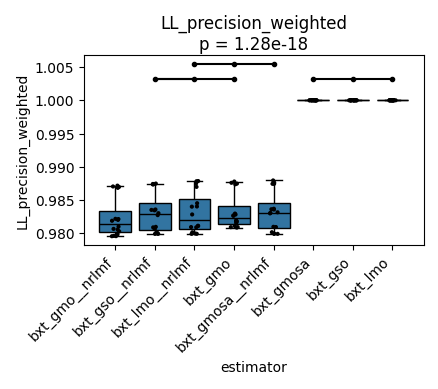 LL_precision_weighted
p = 1.28e-18
LL_precision_weighted
1.005
1.000
0.995
0.990
0.985
0.980
bxt_gmo__nrlmf
bxt_gso__nrlmf
bxt_lmo__nrlmf
bxt_gmo
bxt_gmosa__nrlmf
bxt_gmosa
bxt_gso
bxt_lmo
estimator